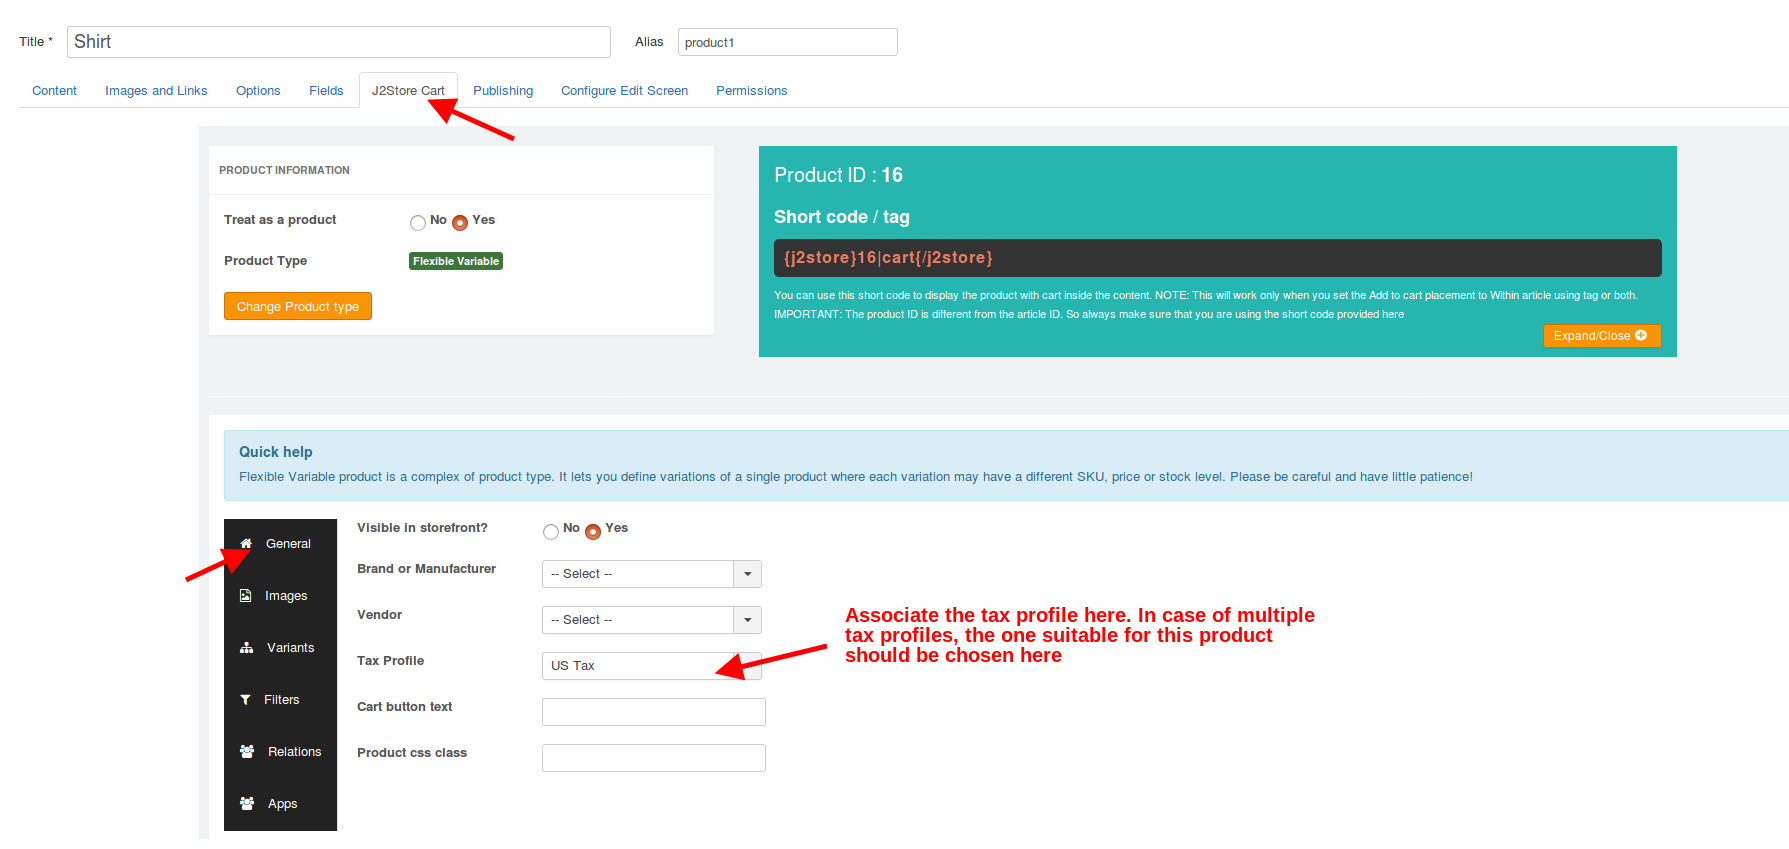 Title * Shirt Alias product1
Content Images and Links Options Fields J2Store Cart Publishing Configure Edit Screen Permissions
PRODUCT INFORMATION
Treat as a product No Yes
Product Type Flexible Variable
Change Product type
Product ID : 16
Short code / tag
{j2store}16|cart{/j2store}
You can use this short code to display the product with cart inside the content. NOTE: This will work only when you set the Add to cart placement to Within article using tag or both.
IMPORTANT: The product ID is different from the article ID. So always make sure that you are using the short code provided here
Expand/Close
Quick help
Flexible Variable product is a complex of product type. It lets you define variations of a single product where each variation may have a different SKU, price or stock level. Please be careful and have little patience!
General
Images
Variants
Filters
Relations
Apps
Visible in storefront? No Yes
Brand or Manufacturer -- Select --
Vendor -- Select --
Tax Profile US Tax
Cart button text
Product css class
Associate the tax profile here. In case of multiple
tax profiles, the one suitable for this product
should be chosen here